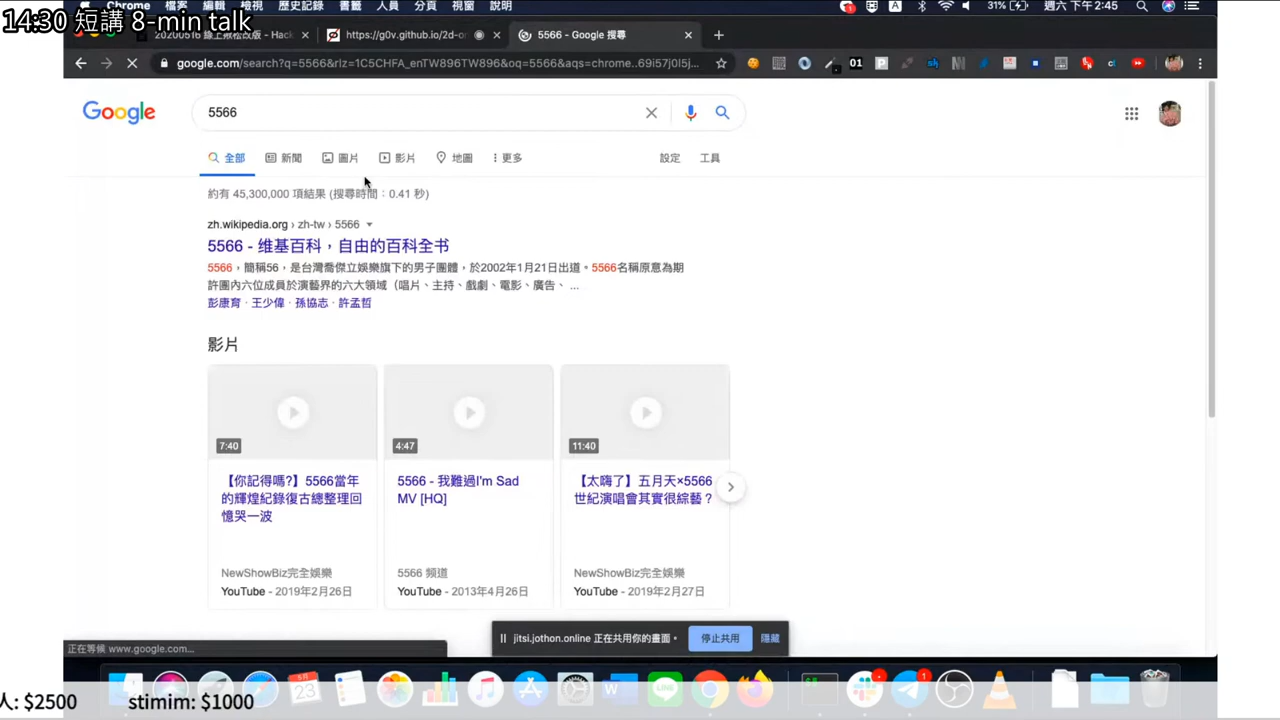 14:30 短講 8-min talk
Chrome 檔案 編輯 檢視 歷史記錄 書籤 人員 分頁 視窗 說明
31% 週六 下午2:45
20200516 線上揪松改版 - Hack
https://g0v.github.io/2d-o
5566 - Google 搜尋
google.com/search?q=5566&rlz=1C5CHFA_enTW896TW896&oq=5566&aqs=chrome..69i57j0l5j...
Google
5566
全部 新聞 圖片 影片 地圖 更多 設定 工具
約有 45,300,000 項結果 (搜尋時間：0.41 秒)
zh.wikipedia.org › zh-tw › 5566
5566 - 维基百科，自由的百科全书
5566，簡稱56，是台灣喬傑立娛樂旗下的男子團體，於2002年1月21日出道。5566名稱原意為期
許團內六位成員於演藝界的六大領域（唱片、主持、戲劇、電影、廣告、 ...
彭康育 · 王少偉 · 孫協志 · 許孟哲
影片
7:40
【你記得嗎?】5566當年
的輝煌紀錄復古總整理回
憶哭一波
NewShowBiz完全娛樂
YouTube - 2019年2月26日
4:47
5566 - 我難過I'm Sad
MV [HQ]
5566 頻道
YouTube - 2013年4月26日
11:40
【太嗨了】五月天×5566
世紀演唱會其實很綜藝？
NewShowBiz完全娛樂
YouTube - 2019年2月27日
jitsi.jothon.online 正在共用你的畫面。 停止共用 隱藏
正在等候 www.google.com...
人: $2500 stimim: $1000